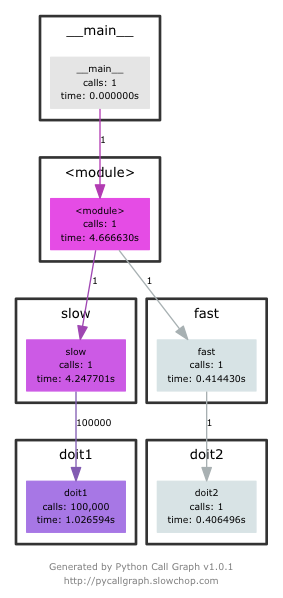 __main__
__main__
calls: 1
time: 0.000000s
1
<module>
<module>
calls: 1
time: 4.666630s
1
1
slow
fast
slow
calls: 1
time: 4.247701s
fast
calls: 1
time: 0.414430s
100000
1
doit1
doit2
doit1
calls: 100,000
time: 1.026594s
doit2
calls: 1
time: 0.406496s
Generated by Python Call Graph v1.0.1
http://pycallgraph.slowchop.com